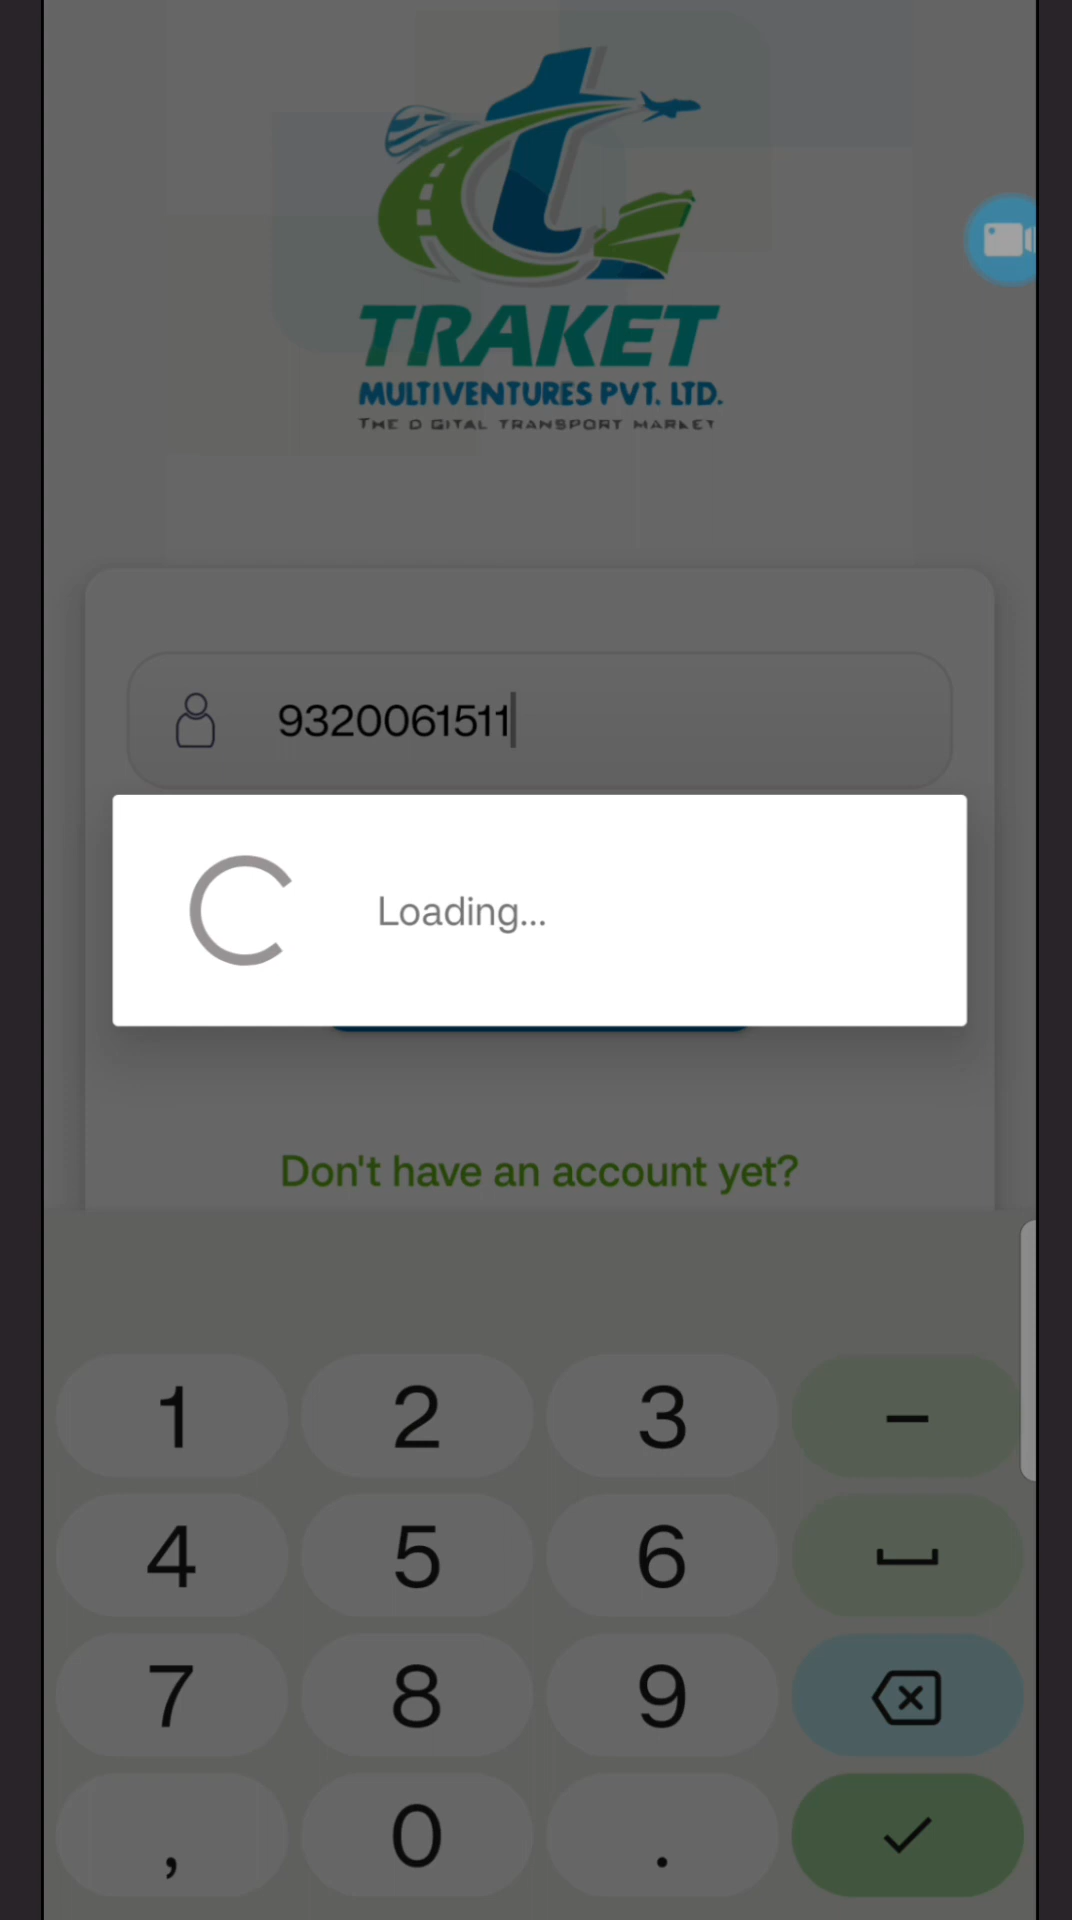 TRAKET
MULTIVENTURES PVT. LTD.
THE D GITAL TRANSPORT MARKET
9320061511
Loading...
Don't have an account yet?
1 2 3 –
4 5 6
7 8 9
, 0 .